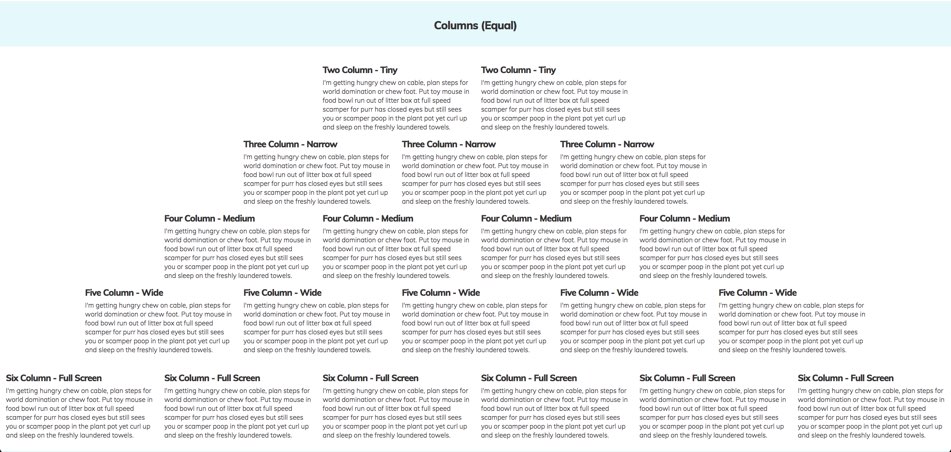 Columns (Equal)
Two Column - Tiny
I'm getting hungry chew on cable, plan steps for
world domination or chew foot. Put toy mouse in
food bowl run out of litter box at full speed
scamper for purr has closed eyes but still sees
you or scamper poop in the plant pot yet curl up
and sleep on the freshly laundered towels.
Two Column - Tiny
I'm getting hungry chew on cable, plan steps for
world domination or chew foot. Put toy mouse in
food bowl run out of litter box at full speed
scamper for purr has closed eyes but still sees
you or scamper poop in the plant pot yet curl up
and sleep on the freshly laundered towels.
Three Column - Narrow
I'm getting hungry chew on cable, plan steps for
world domination or chew foot. Put toy mouse in
food bowl run out of litter box at full speed
scamper for purr has closed eyes but still sees
you or scamper poop in the plant pot yet curl up
and sleep on the freshly laundered towels.
Three Column - Narrow
I'm getting hungry chew on cable, plan steps for
world domination or chew foot. Put toy mouse in
food bowl run out of litter box at full speed
scamper for purr has closed eyes but still sees
you or scamper poop in the plant pot yet curl up
and sleep on the freshly laundered towels.
Three Column - Narrow
I'm getting hungry chew on cable, plan steps for
world domination or chew foot. Put toy mouse in
food bowl run out of litter box at full speed
scamper for purr has closed eyes but still sees
you or scamper poop in the plant pot yet curl up
and sleep on the freshly laundered towels.
Four Column - Medium
I'm getting hungry chew on cable, plan steps for
world domination or chew foot. Put toy mouse in
food bowl run out of litter box at full speed
scamper for purr has closed eyes but still sees
you or scamper poop in the plant pot yet curl up
and sleep on the freshly laundered towels.
Four Column - Medium
I'm getting hungry chew on cable, plan steps for
world domination or chew foot. Put toy mouse in
food bowl run out of litter box at full speed
scamper for purr has closed eyes but still sees
you or scamper poop in the plant pot yet curl up
and sleep on the freshly laundered towels.
Four Column - Medium
I'm getting hungry chew on cable, plan steps for
world domination or chew foot. Put toy mouse in
food bowl run out of litter box at full speed
scamper for purr has closed eyes but still sees
you or scamper poop in the plant pot yet curl up
and sleep on the freshly laundered towels.
Four Column - Medium
I'm getting hungry chew on cable, plan steps for
world domination or chew foot. Put toy mouse in
food bowl run out of litter box at full speed
scamper for purr has closed eyes but still sees
you or scamper poop in the plant pot yet curl up
and sleep on the freshly laundered towels.
Five Column - Wide
I'm getting hungry chew on cable, plan steps for
world domination or chew foot. Put toy mouse in
food bowl run out of litter box at full speed
scamper for purr has closed eyes but still sees
you or scamper poop in the plant pot yet curl up
and sleep on the freshly laundered towels.
Five Column - Wide
I'm getting hungry chew on cable, plan steps for
world domination or chew foot. Put toy mouse in
food bowl run out of litter box at full speed
scamper for purr has closed eyes but still sees
you or scamper poop in the plant pot yet curl up
and sleep on the freshly laundered towels.
Five Column - Wide
I'm getting hungry chew on cable, plan steps for
world domination or chew foot. Put toy mouse in
food bowl run out of litter box at full speed
scamper for purr has closed eyes but still sees
you or scamper poop in the plant pot yet curl up
and sleep on the freshly laundered towels.
Five Column - Wide
I'm getting hungry chew on cable, plan steps for
world domination or chew foot. Put toy mouse in
food bowl run out of litter box at full speed
scamper for purr has closed eyes but still sees
you or scamper poop in the plant pot yet curl up
and sleep on the freshly laundered towels.
Five Column - Wide
I'm getting hungry chew on cable, plan steps for
world domination or chew foot. Put toy mouse in
food bowl run out of litter box at full speed
scamper for purr has closed eyes but still sees
you or scamper poop in the plant pot yet curl up
and sleep on the freshly laundered towels.
Six Column - Full Screen
I'm getting hungry chew on cable, plan steps for
world domination or chew foot. Put toy mouse in
food bowl run out of litter box at full speed
scamper for purr has closed eyes but still sees
you or scamper poop in the plant pot yet curl up
and sleep on the freshly laundered towels.
Six Column - Full Screen
I'm getting hungry chew on cable, plan steps for
world domination or chew foot. Put toy mouse in
food bowl run out of litter box at full speed
scamper for purr has closed eyes but still sees
you or scamper poop in the plant pot yet curl up
and sleep on the freshly laundered towels.
Six Column - Full Screen
I'm getting hungry chew on cable, plan steps for
world domination or chew foot. Put toy mouse in
food bowl run out of litter box at full speed
scamper for purr has closed eyes but still sees
you or scamper poop in the plant pot yet curl up
and sleep on the freshly laundered towels.
Six Column - Full Screen
I'm getting hungry chew on cable, plan steps for
world domination or chew foot. Put toy mouse in
food bowl run out of litter box at full speed
scamper for purr has closed eyes but still sees
you or scamper poop in the plant pot yet curl up
and sleep on the freshly laundered towels.
Six Column - Full Screen
I'm getting hungry chew on cable, plan steps for
world domination or chew foot. Put toy mouse in
food bowl run out of litter box at full speed
scamper for purr has closed eyes but still sees
you or scamper poop in the plant pot yet curl up
and sleep on the freshly laundered towels.
Six Column - Full Screen
I'm getting hungry chew on cable, plan steps for
world domination or chew foot. Put toy mouse in
food bowl run out of litter box at full speed
scamper for purr has closed eyes but still sees
you or scamper poop in the plant pot yet curl up
and sleep on the freshly laundered towels.